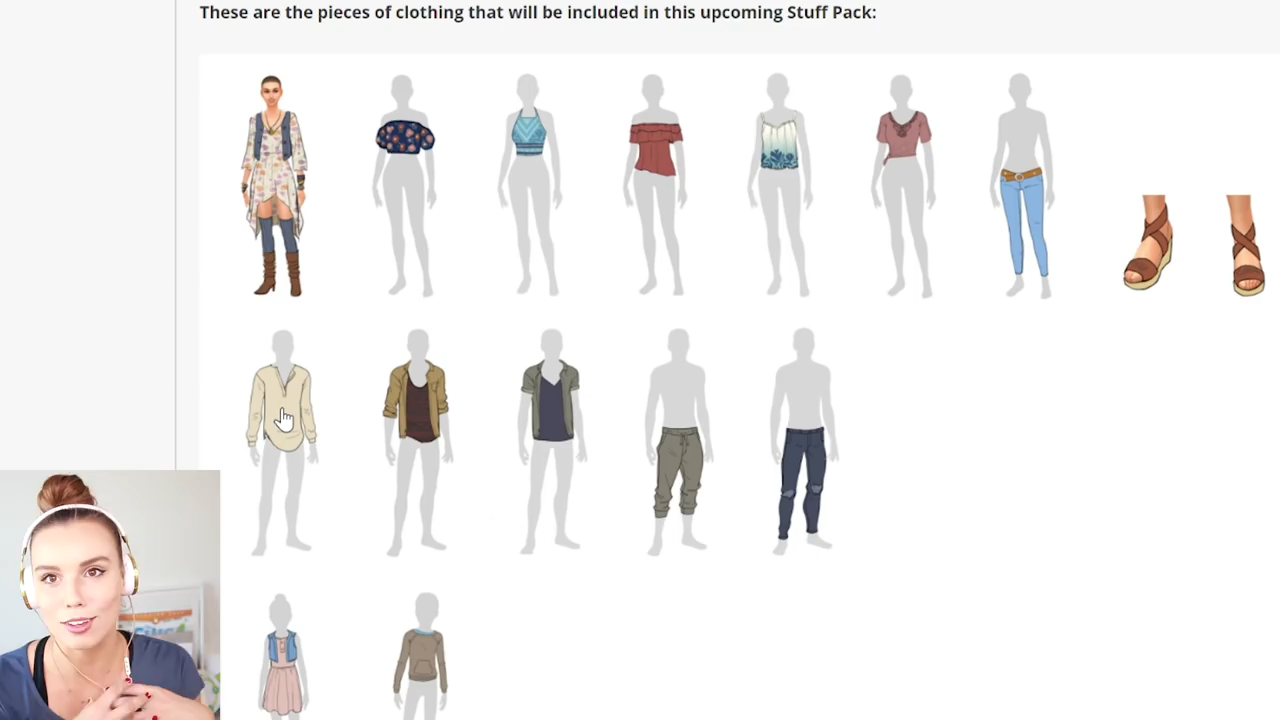 These are the pieces of clothing that will be included in this upcoming Stuff Pack: